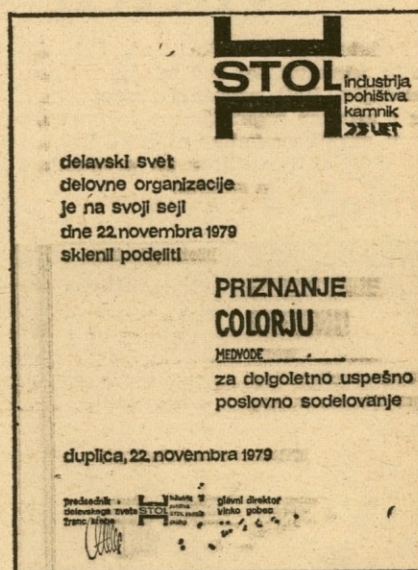 STOL
industrija
pohištva
kamnik
delavski svet
delovne organizacije
je na svoji seji
dne 22. novembra 1979
sklenil podeliti
PRIZNANJE
COLORJU
MEDVODE
za dolgoletno uspešno
poslovno sodelovanje
duplica, 22. novembra 1979
predsednik
delavskega sveta
franc
STOL
glavni direktor
vinko gobec